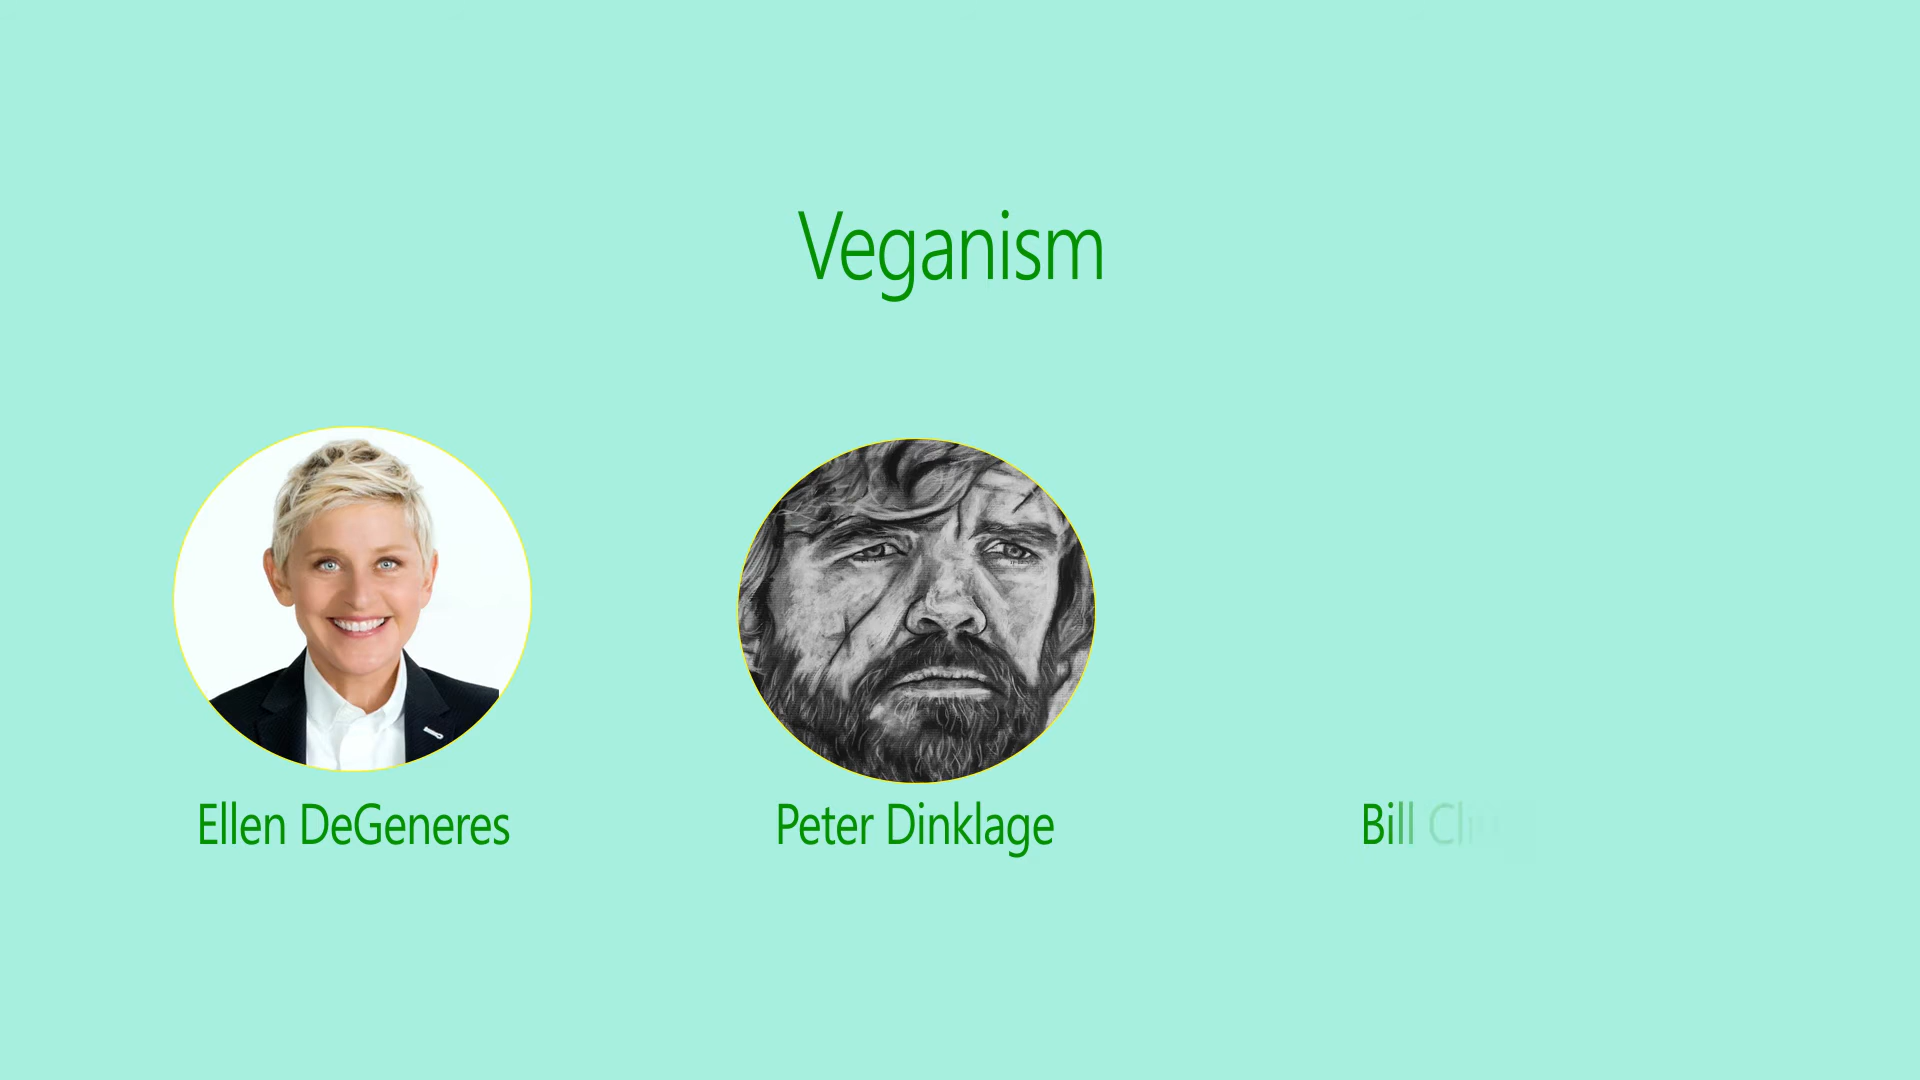 Veganism
Ellen DeGeneres
Peter Dinklage
Bill